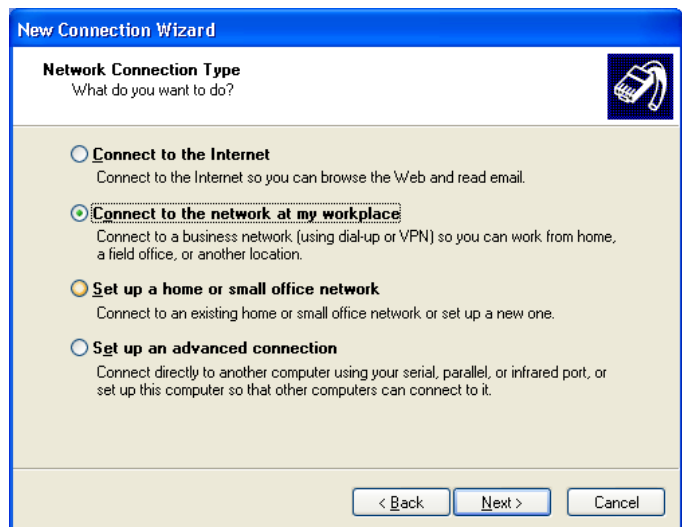 New Connection Wizard
Network Connection Type
What do you want to do?
Connect to the Internet
Connect to the Internet so you can browse the Web and read email.
Connect to the network at my workplace
Connect to a business network (using dial-up or VPN) so you can work from home,
a field office, or another location.
Set up a home or small office network
Connect to an existing home or small office network or set up a new one.
Set up an advanced connection
Connect directly to another computer using your serial, parallel, or infrared port, or
set up this computer so that other computers can connect to it.
< Back
Next >
Cancel